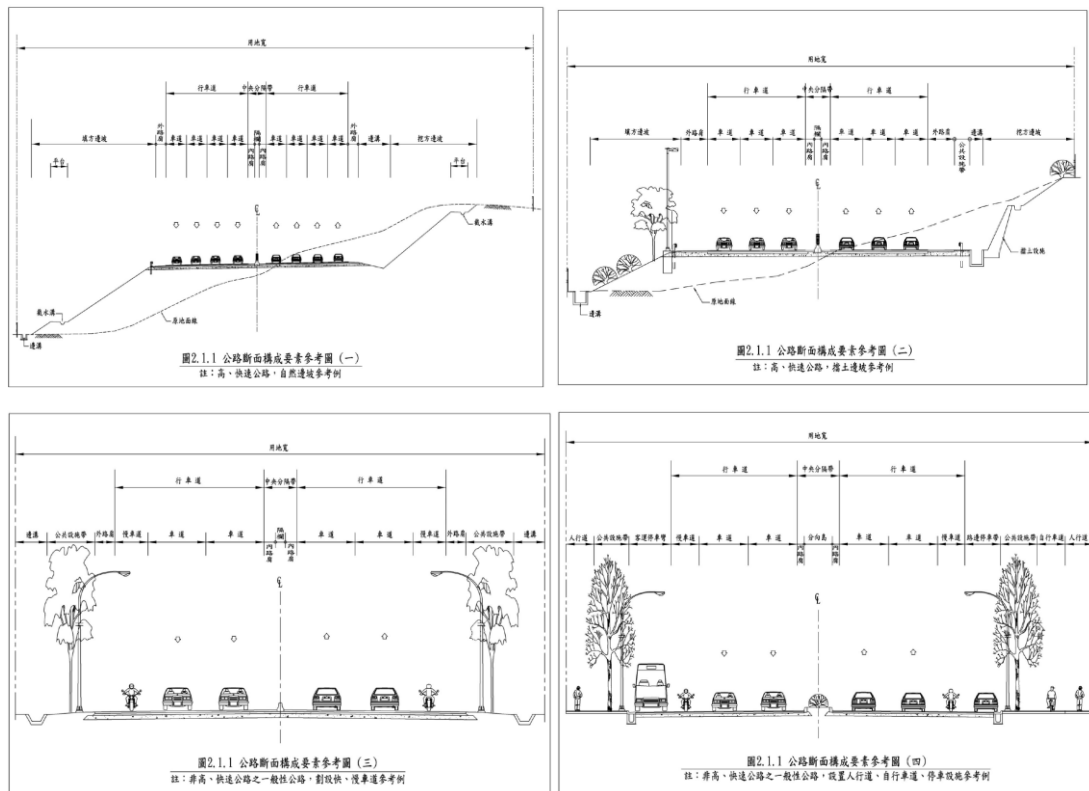 用地寬
行車道 中央分隔帶 行車道
填方邊坡 外路肩 車道 車道 車道 車道 內路肩 隔欄 內路肩 車道 車道 車道 車道 外路肩 邊溝 挖方邊坡
平台 平台
℄
截水溝
截水溝
原地面線
邊溝
圖2.1.1 公路斷面構成要素參考圖（一）
註：高、快速公路，自然邊坡參考例
用地寬
行車道 中央分隔帶 行車道
填方邊坡 外路肩 車道 車道 車道 內路肩 隔欄 內路肩 車道 車道 車道 外路肩 公共設施帶 邊溝 挖方邊坡
℄
擋土設施
原地面線
邊溝
圖2.1.1 公路斷面構成要素參考圖（二）
註：高、快速公路，擋土邊坡參考例
用地寬
行車道 中央分隔帶 行車道
邊溝 公共設施帶 外路肩 慢車道 車道 車道 內路肩 隔欄 內路肩 車道 車道 慢車道 外路肩 公共設施帶 邊溝
℄
圖2.1.1 公路斷面構成要素參考圖（三）
註：非高、快速公路之一般性公路，劃設快、慢車道參考例
用地寬
行車道 中央分隔帶 行車道
人行道 公共設施帶 客運停車彎 慢車道 車道 車道 內路肩 分向島 內路肩 車道 車道 慢車道 路邊停車帶 公共設施帶 自行車道 人行道
℄
圖2.1.1 公路斷面構成要素參考圖（四）
註：非高、快速公路之一般性公路，設置人行道、自行車道、停車設施參考例